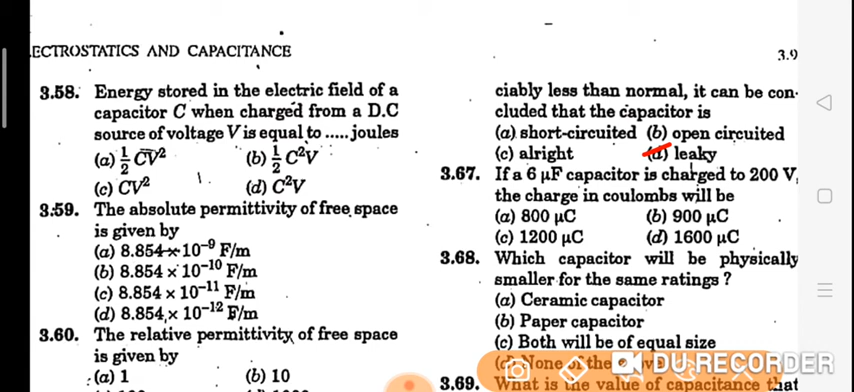 ECTROSTATICS AND CAPACITANCE
3.9
3.58. Energy stored in the electric field of a
capacitor C when charged from a D.C
source of voltage V is equal to ..... joules
(a) 1/2 CV² (b) 1/2 C²V
(c) CV² (d) C²V
3.59. The absolute permittivity of free space
is given by
(a) 8.854 × 10⁻⁹ F/m
(b) 8.854 × 10⁻¹⁰ F/m
(c) 8.854 × 10⁻¹¹ F/m
(d) 8.854 × 10⁻¹² F/m
3.60. The relative permittivity of free space
is given by
(a) 1 (b) 10
ciably less than normal, it can be con-
cluded that the capacitor is
(a) short-circuited (b) open circuited
(c) alright (d) leaky
3.67. If a 6 µF capacitor is charged to 200 V,
the charge in coulombs will be
(a) 800 µC (b) 900 µC
(c) 1200 µC (d) 1600 µC
3.68. Which capacitor will be physically
smaller for the same ratings ?
(a) Ceramic capacitor
(b) Paper capacitor
(c) Both will be of equal size
(d) None of the
DU RECORDER
3.69. What is the value of capacitance that